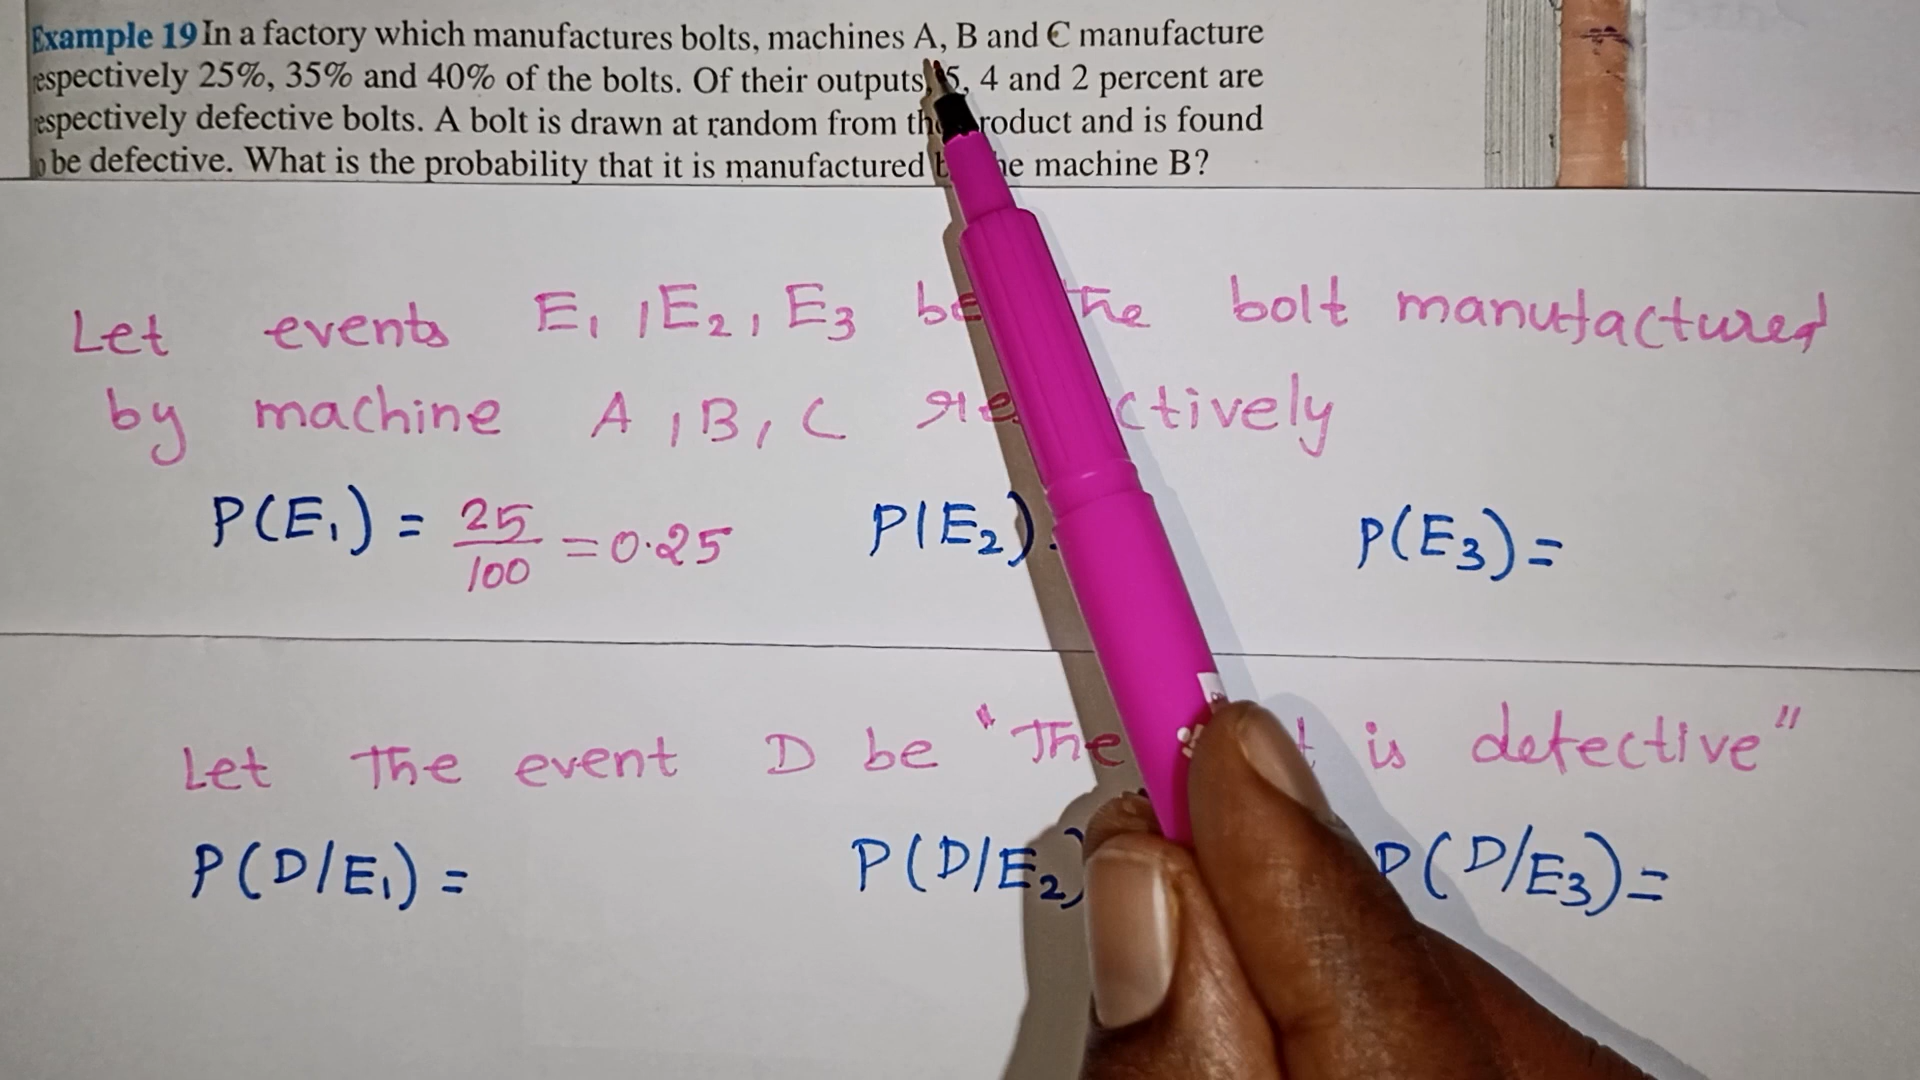 Example 19 In a factory which manufactures bolts, machines A, B and C manufacture
espectively 25%, 35% and 40% of the bolts. Of their outputs, 5, 4 and 2 percent are
espectively defective bolts. A bolt is drawn at random from roduct and is found
be defective. What is the probability that it is manufactured machine B?
Let events E₁, E₂, E₃ be The bolt manufactured
by machine A, B, C
P(E₁) = 25/100 = 0.25 P(E₂) P(E₃) =
Let The event D be "The is defective"
P(D/E₁) = P(D/E₂) P(D/E₃) =